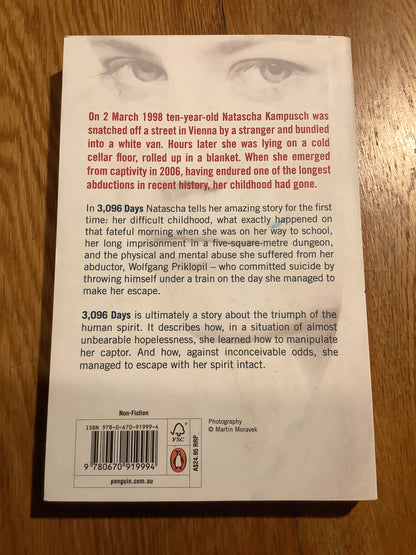 On 2 March 1998 ten-year-old Natascha Kampusch was
snatched off a street in Vienna by a stranger and bundled
into a white van. Hours later she was lying on a cold
cellar floor, rolled up in a blanket. When she emerged
from captivity in 2006, having endured one of the longest
abductions in recent history, her childhood had gone.
In 3,096 Days Natascha tells her amazing story for the first
time: her difficult childhood, what exactly happened on
that fateful morning when she was on her way to school,
her long imprisonment in a five-square-metre dungeon,
and the physical and mental abuse she suffered from her
abductor, Wolfgang Priklopil – who committed suicide by
throwing himself under a train on the day she managed to
make her escape.
3,096 Days is ultimately a story about the triumph of the
human spirit. It describes how, in a situation of almost
unbearable hopelessness, she learned how to manipulate
her captor. And how, against inconceivable odds, she
managed to escape with her spirit intact.
Non-Fiction
ISBN 978-0-670-91999-4
9 780670 919994
penguin.com.au
FSC
A$24.95 RRP
Photography
© Martin Moravek